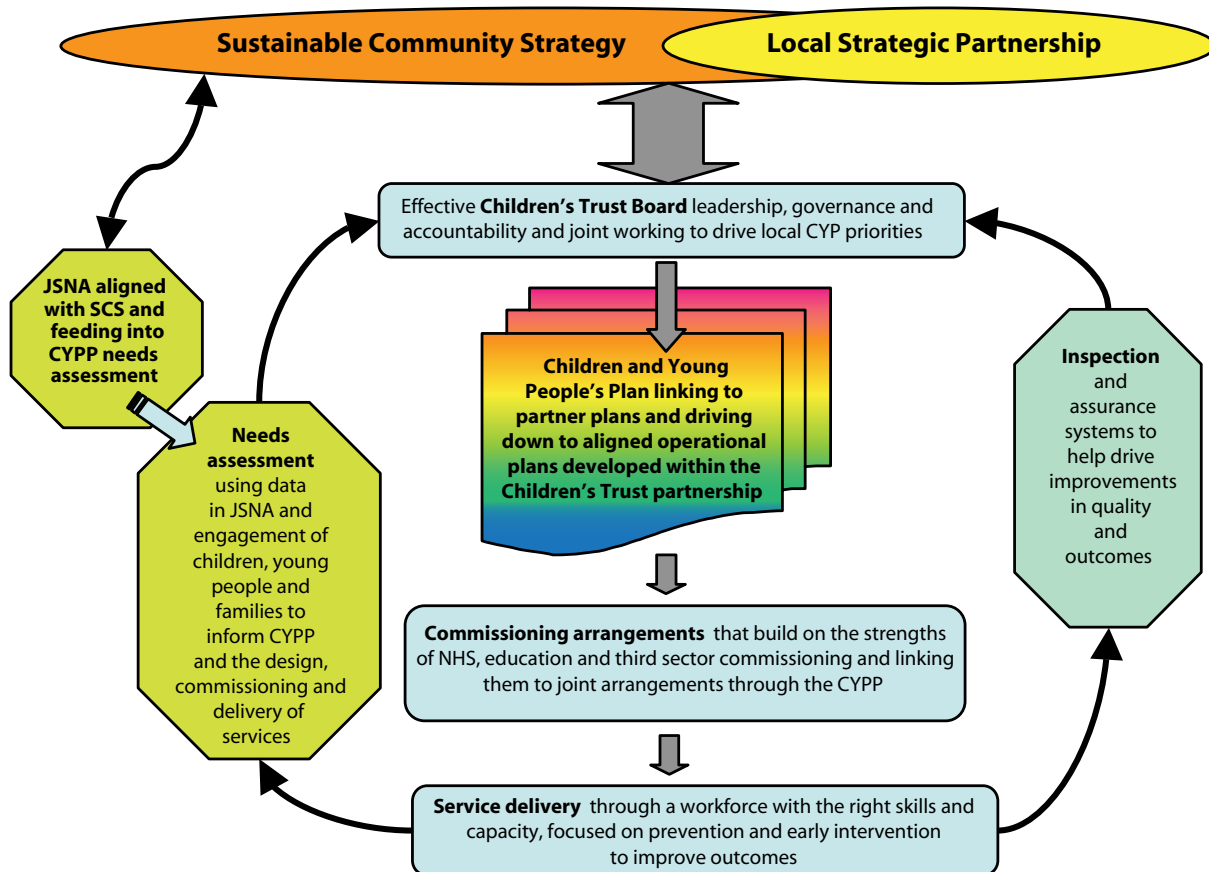 Sustainable Community Strategy
Local Strategic Partnership
Effective Children’s Trust Board leadership, governance and
accountability and joint working to drive local CYP priorities
JSNA aligned
with SCS and
feeding into
CYPP needs
assessment
Children and Young
People’s Plan linking to
partner plans and driving
down to aligned operational
plans developed within the
Children’s Trust partnership
Inspection
and
assurance
systems to
help drive
improvements
in quality
and
outcomes
Needs
assessment
using data
in JSNA and
engagement of
children, young
people and
families to
inform CYPP
and the design,
commissioning and
delivery of
services
Commissioning arrangements that build on the strengths
of NHS, education and third sector commissioning and linking
them to joint arrangements through the CYPP
Service delivery through a workforce with the right skills and
capacity, focused on prevention and early intervention
to improve outcomes